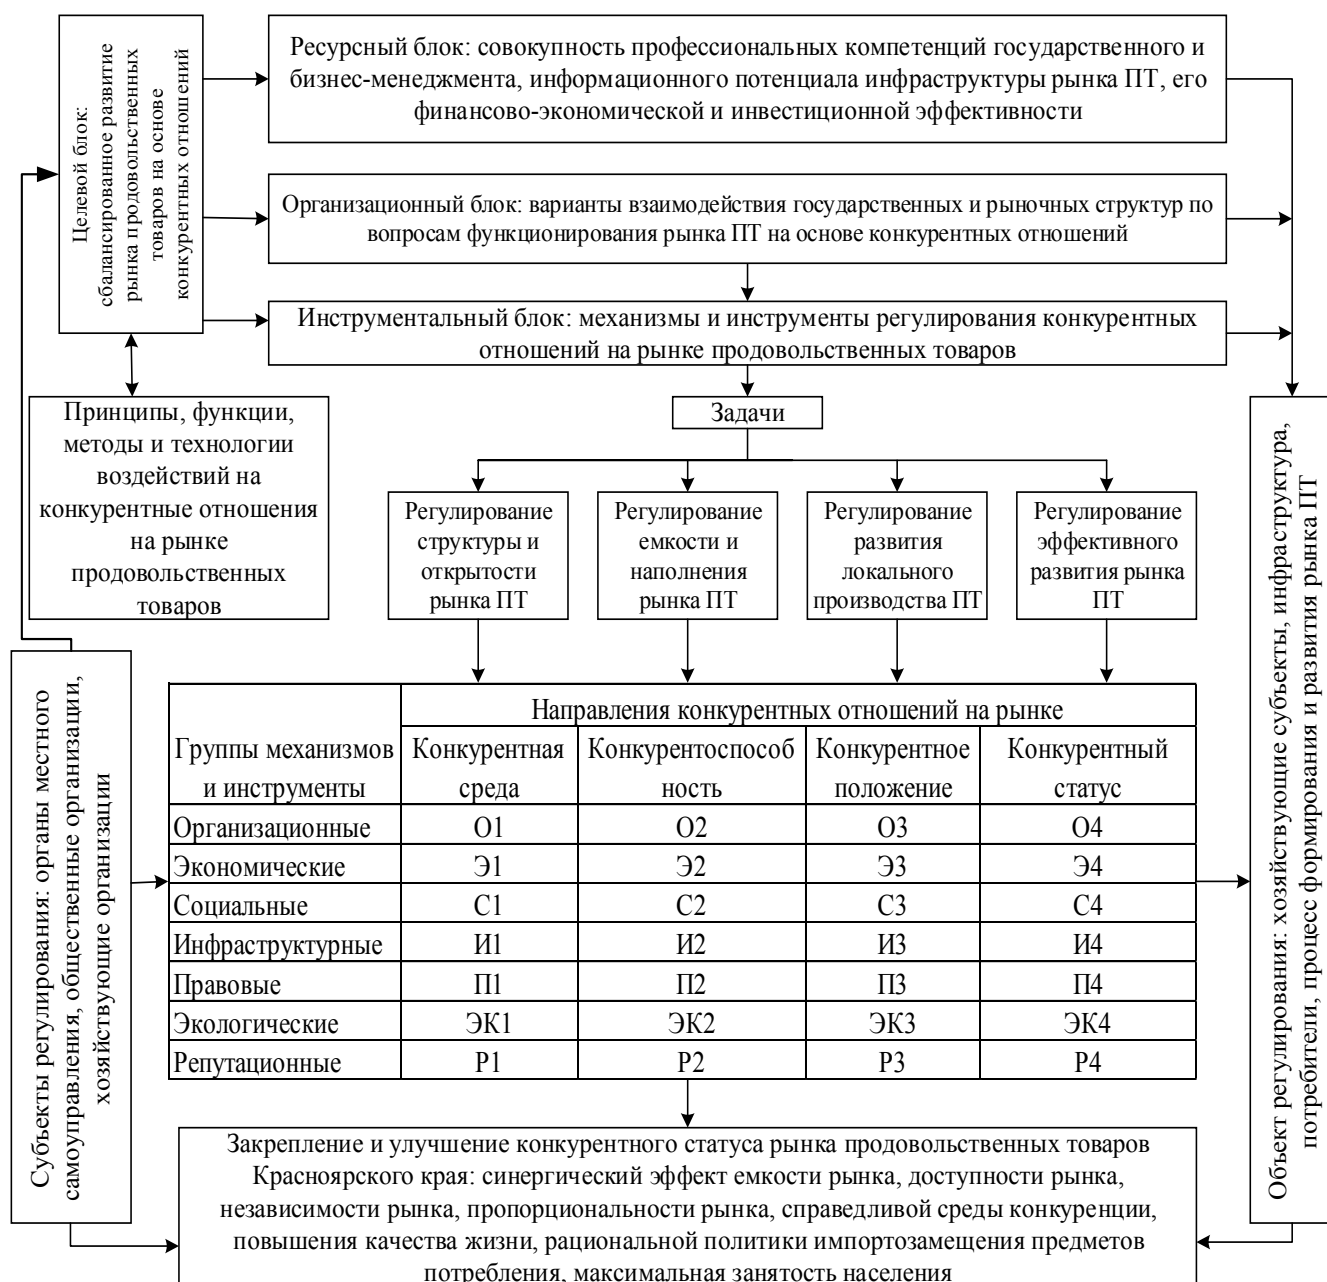 Целевой блок:
сбалансированное развитие
рынка продовольственных
товаров на основе
конкурентных отношений
Ресурсный блок: совокупность профессиональных компетенций государственного и
бизнес-менеджмента, информационного потенциала инфраструктуры рынка ПТ, его
финансово-экономической и инвестиционной эффективности
Организационный блок: варианты взаимодействия государственных и рыночных структур по
вопросам функционирования рынка ПТ на основе конкурентных отношений
Инструментальный блок: механизмы и инструменты регулирования конкурентных
отношений на рынке продовольственных товаров
Принципы, функции,
методы и технологии
воздействий на
конкурентные отношения
на рынке
продовольственных
товаров
Задачи
Регулирование
структуры и
открытости
рынка ПТ
Регулирование
емкости и
наполнения
рынка ПТ
Регулирование
развития
локального
производства ПТ
Регулирование
эффективного
развития рынка
ПТ
Объект регулирования: хозяйствующие субъекты, инфраструктура,
потребители, процесс формирования и развития рынка ПТ
Субъекты регулирования: органы местного
самоуправления, общественные организации,
хозяйствующие организации
Группы механизмов
и инструменты
Направления конкурентных отношений на рынке
Конкурентная
среда
Конкурентоспособ
ность
Конкурентное
положение
Конкурентный
статус
Организационные О1 О2 О3 О4
Экономические Э1 Э2 Э3 Э4
Социальные С1 С2 С3 С4
Инфраструктурные И1 И2 И3 И4
Правовые П1 П2 П3 П4
Экологические ЭК1 ЭК2 ЭК3 ЭК4
Репутационные Р1 Р2 Р3 Р4
Закрепление и улучшение конкурентного статуса рынка продовольственных товаров
Красноярского края: синергический эффект емкости рынка, доступности рынка,
независимости рынка, пропорциональности рынка, справедливой среды конкуренции,
повышения качества жизни, рациональной политики импортозамещения предметов
потребления, максимальная занятость населения